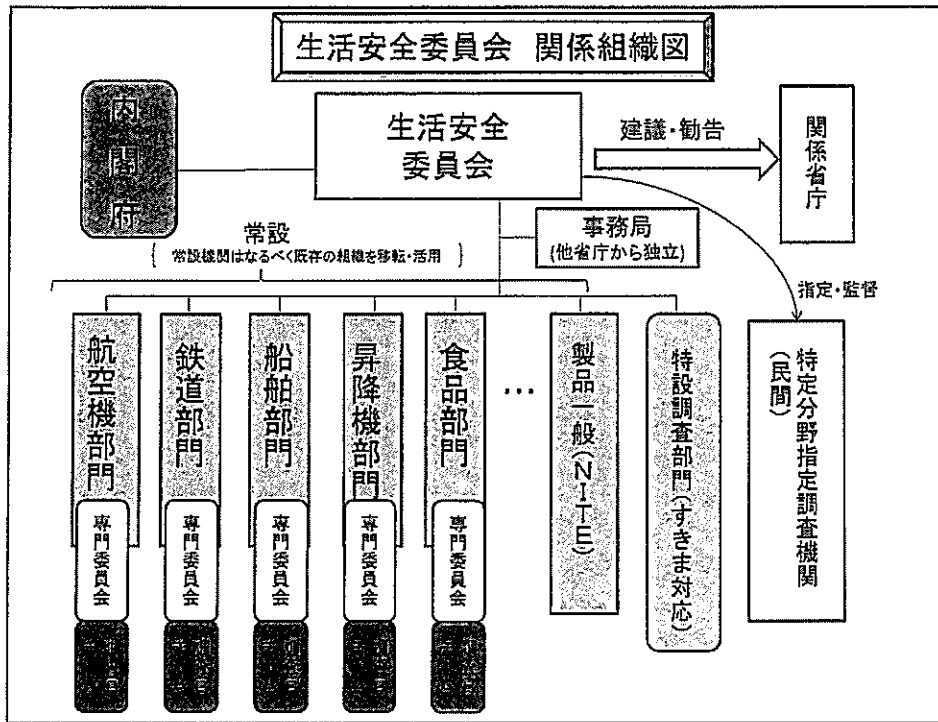 生活安全委員会 関係組織図
内閣府
生活安全
委員会
建議・勧告
関係省庁
常設
(常設機関はなるべく既存の組織を移転・活用)
事務局
(他省庁から独立)
指定・監督
航空機部門
鉄道部門
船舶部門
昇降機部門
食品部門
…
製品一般(NITE)
特設調査部門(すきま対応)
特定分野指定調査機関
(民間)
専門委員会
専門委員会
専門委員会
専門委員会
専門委員会